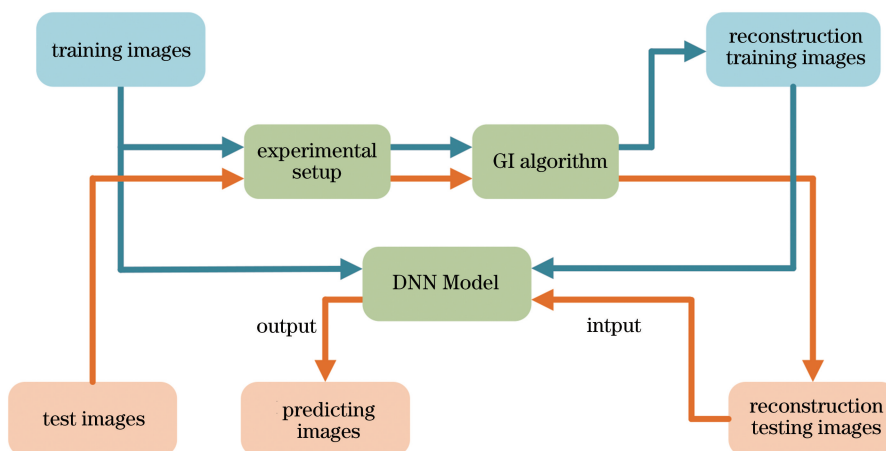 training images
reconstruction
training images
experimental
setup
GI algorithm
DNN Model
output
intput
test images
predicting
images
reconstruction
testing images